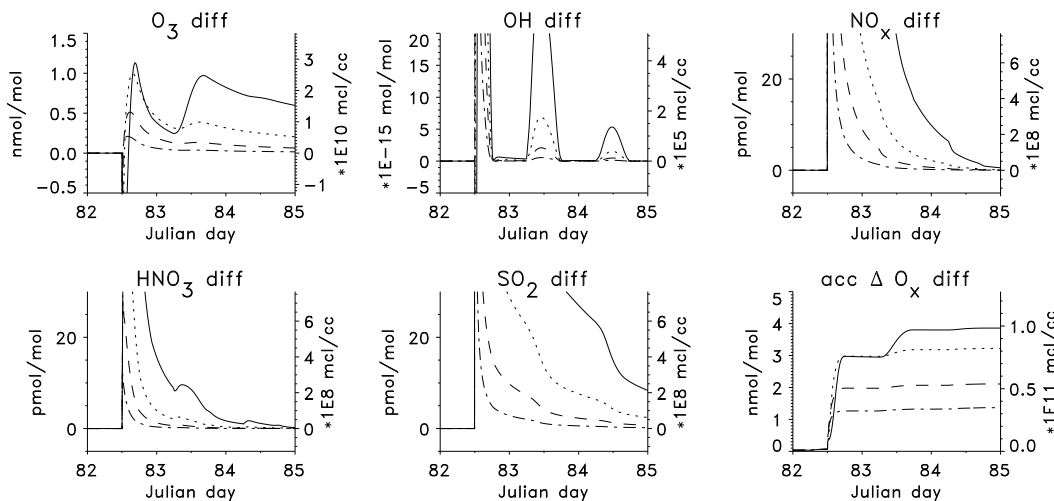 O3 diff
nmol/mol
1.5
1.0
0.5
0.0
−0.5
3
2
1
0
−1
*1E10 mcl/cc
82 83 84 85
Julian day
OH diff
*1E−15 mol/mol
20
15
10
5
0
−5
4
2
0
*1E5 mcl/cc
82 83 84 85
Julian day
NOx diff
pmol/mol
20
0
6
4
2
0
*1E8 mcl/cc
82 83 84 85
Julian day
HNO3 diff
pmol/mol
20
0
6
4
2
0
*1E8 mcl/cc
82 83 84 85
Julian day
SO2 diff
pmol/mol
20
0
6
4
2
0
*1E8 mcl/cc
82 83 84 85
Julian day
acc Δ Ox diff
nmol/mol
5
4
3
2
1
0
1.0
0.5
0.0
*1E11 mcl/cc
82 83 84 85
Julian day